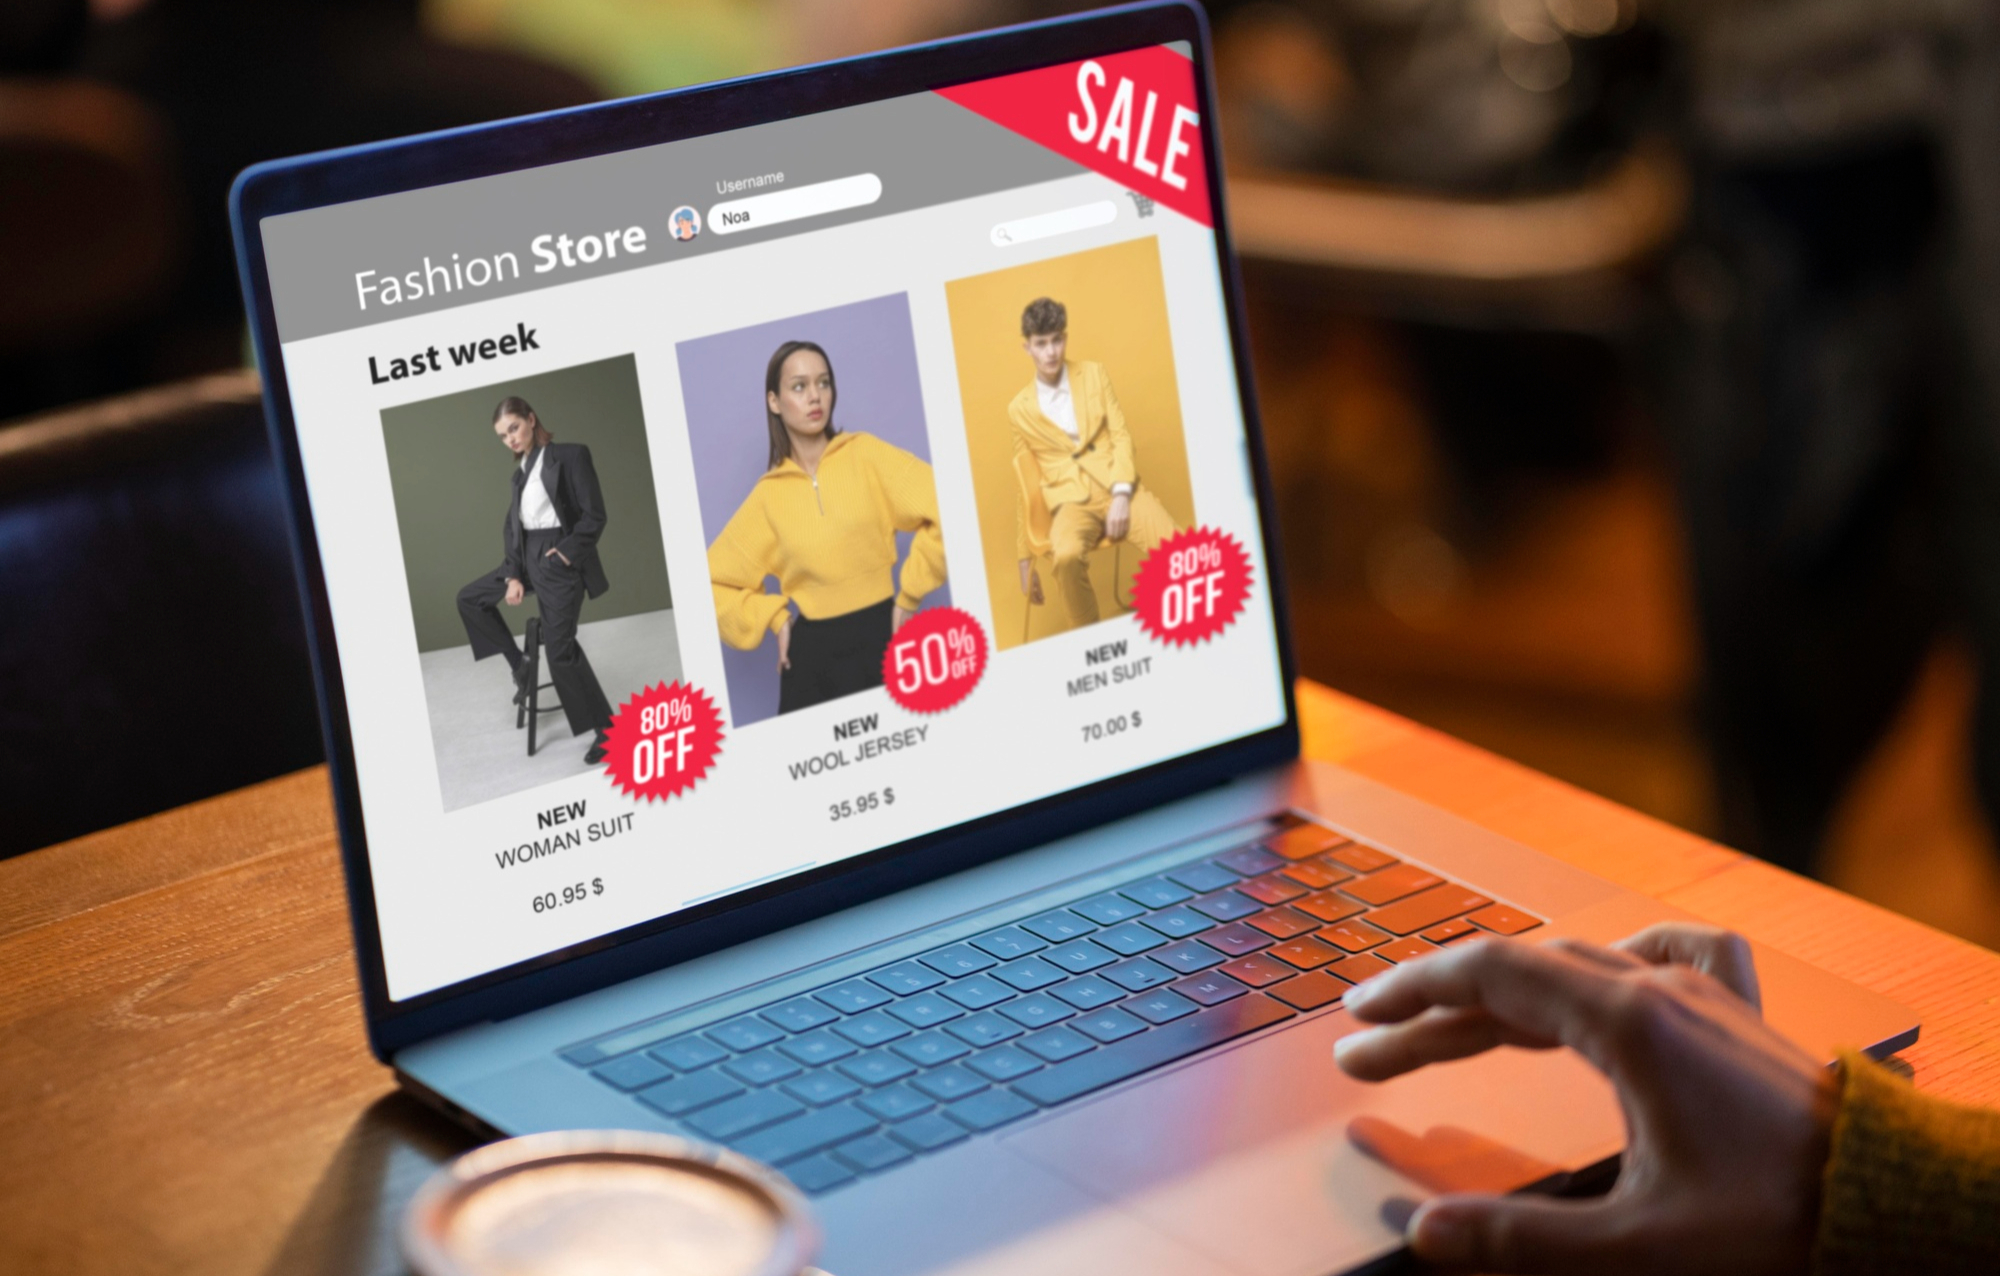 SALE
Username
Noa
Fashion Store
Last week
80%
OFF
NEW
WOMAN SUIT
60.95 $
50%
OFF
NEW
WOOL JERSEY
35.95 $
80%
OFF
NEW
MEN SUIT
70.00 $